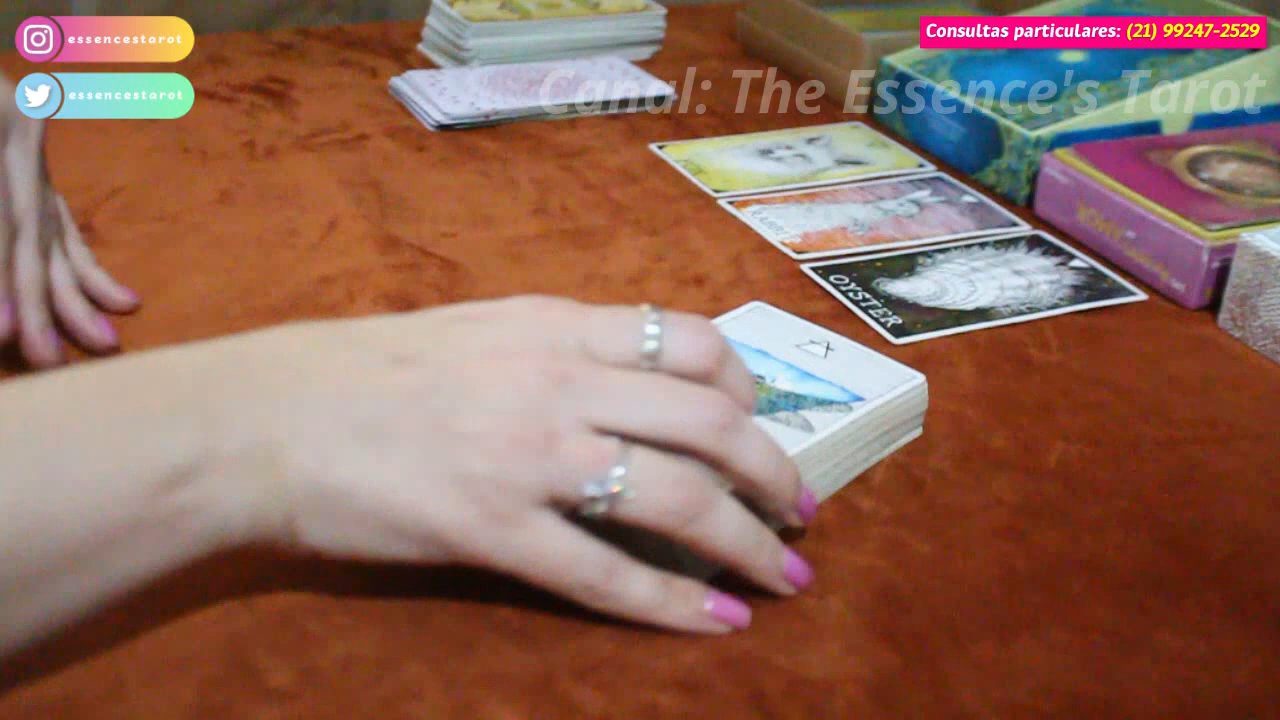 essencestarot
essencestarot
Consultas particulares: (21) 99247-2529
Canal: The Essence's Tarot
OYSTER